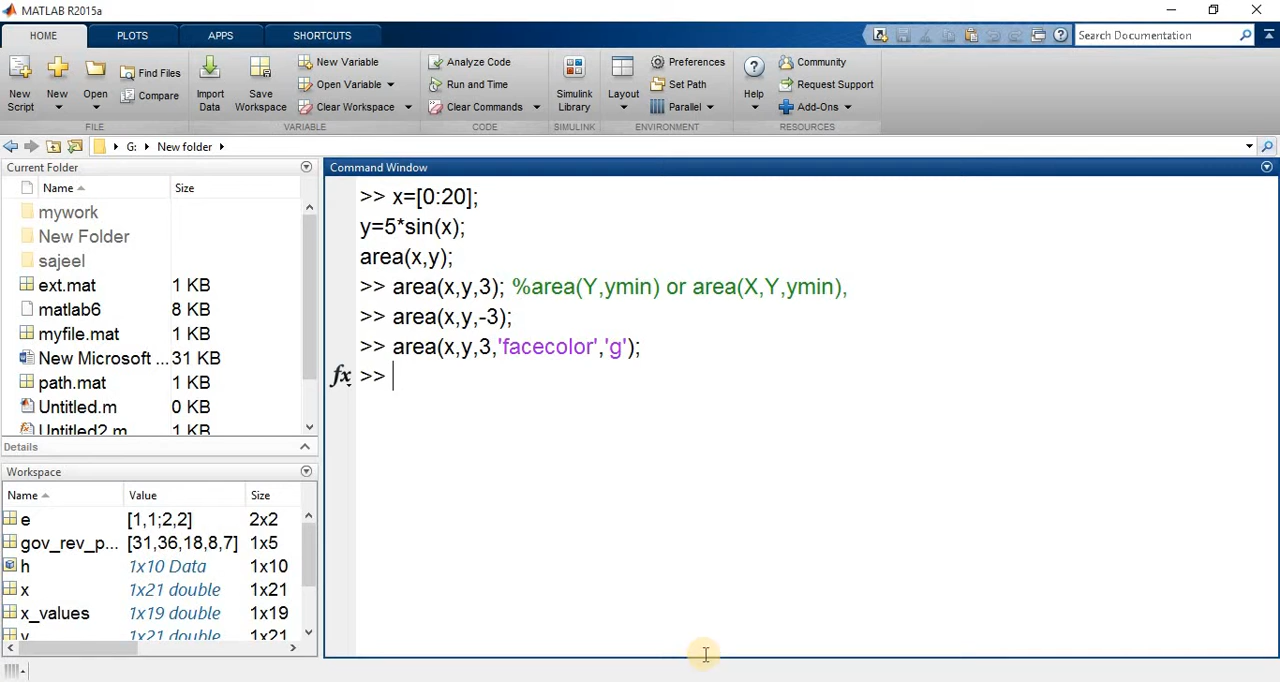 MATLAB R2015a
HOME PLOTS APPS SHORTCUTS Search Documentation
New Script New Open Find Files Compare Import Data Save Workspace New Variable Open Variable Clear Workspace Analyze Code Run and Time Clear Commands Simulink Library Layout Preferences Set Path Parallel Help Community Request Support Add-Ons
FILE VARIABLE CODE SIMULINK ENVIRONMENT RESOURCES
G: New folder
Current Folder
Name Size
mywork
New Folder
sajeel
ext.mat 1 KB
matlab6 8 KB
myfile.mat 1 KB
New Microsoft ... 31 KB
path.mat 1 KB
Untitled.m 0 KB
Untitled2.m 1 KB
Details
Workspace
Name Value Size
e [1,1;2,2] 2x2
gov_rev_p... [31,36,18,8,7] 1x5
h 1x10 Data 1x10
x 1x21 double 1x21
x_values 1x19 double 1x19
y 1x21 double 1x21
Command Window
>> x=[0:20];
y=5*sin(x);
area(x,y);
>> area(x,y,3); %area(Y,ymin) or area(X,Y,ymin),
>> area(x,y,-3);
>> area(x,y,3,'facecolor','g');
fx >>